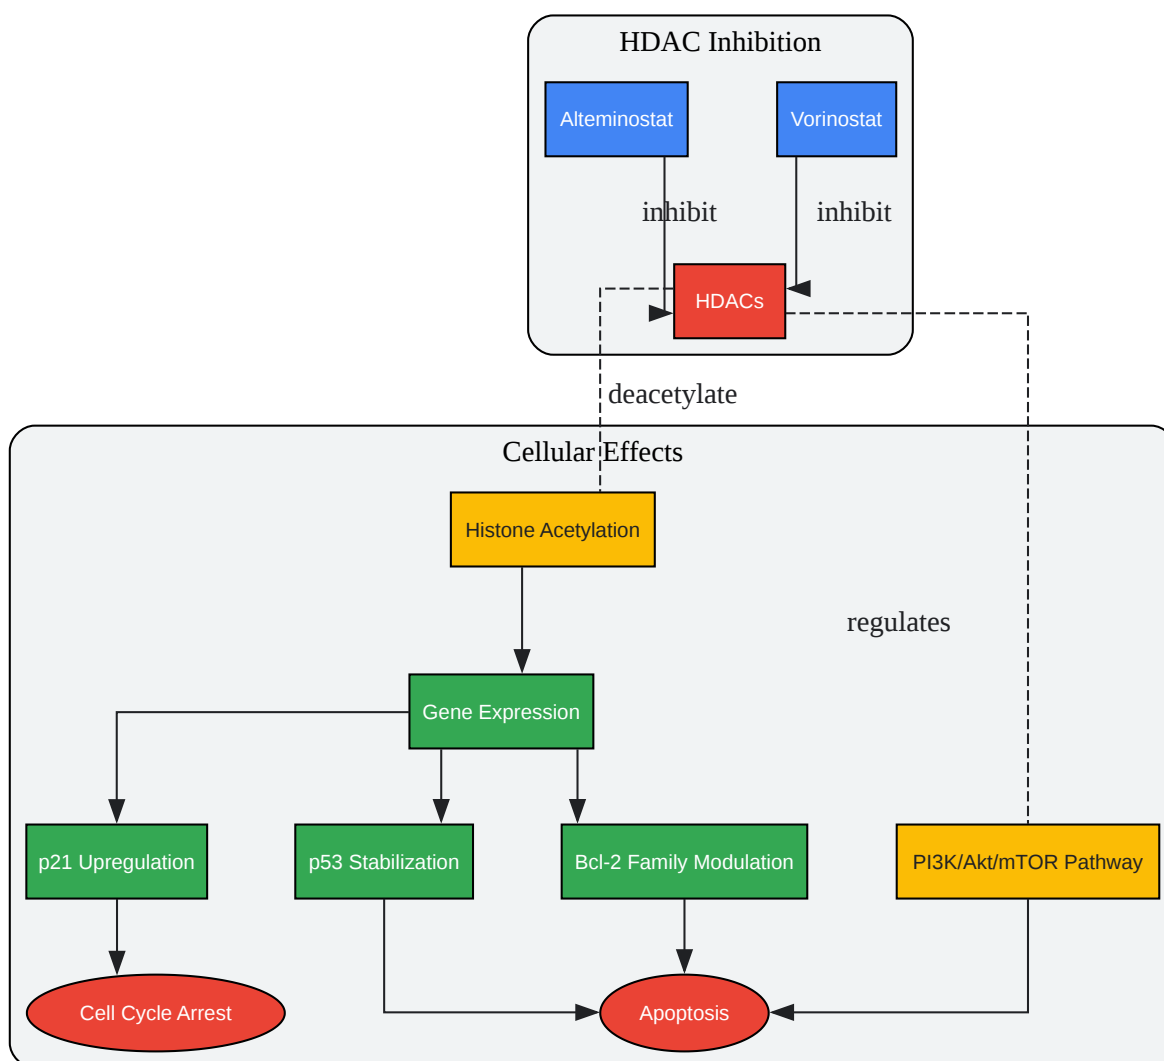 HDAC Inhibition
Alteminostat
Vorinostat
inhibit
inhibit
HDACs
deacetylate
Cellular Effects
Histone Acetylation
regulates
Gene Expression
p21 Upregulation
p53 Stabilization
Bcl-2 Family Modulation
PI3K/Akt/mTOR Pathway
Cell Cycle Arrest
Apoptosis